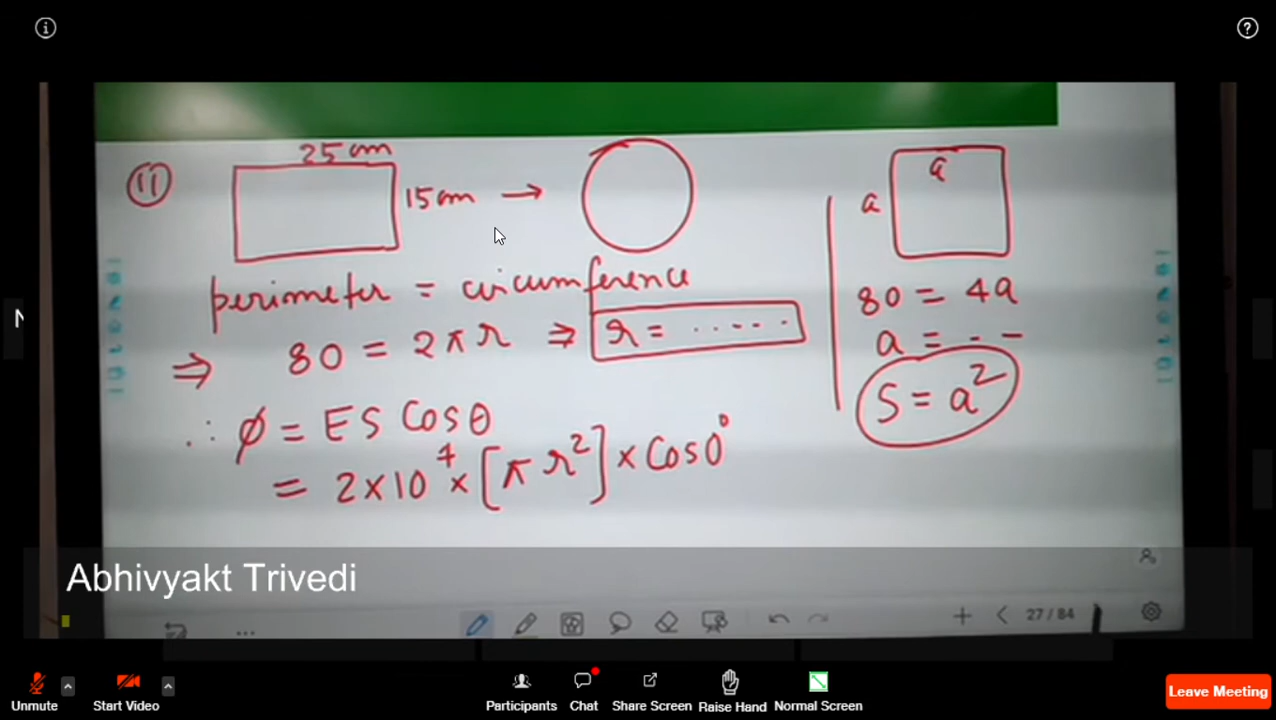 11
25 cm
15 cm →
a
a
perimeter = circumference
⇒ 80 = 2πr ⇒ r = ......
80 = 4a
a = - -
S = a²
∴ ϕ = ES Cosθ
= 2×10⁴ × [πr²] × Cos0°
Abhivyakt Trivedi
27 / 84
Unmute
Start Video
Participants
Chat
Share Screen
Raise Hand
Normal Screen
Leave Meeting